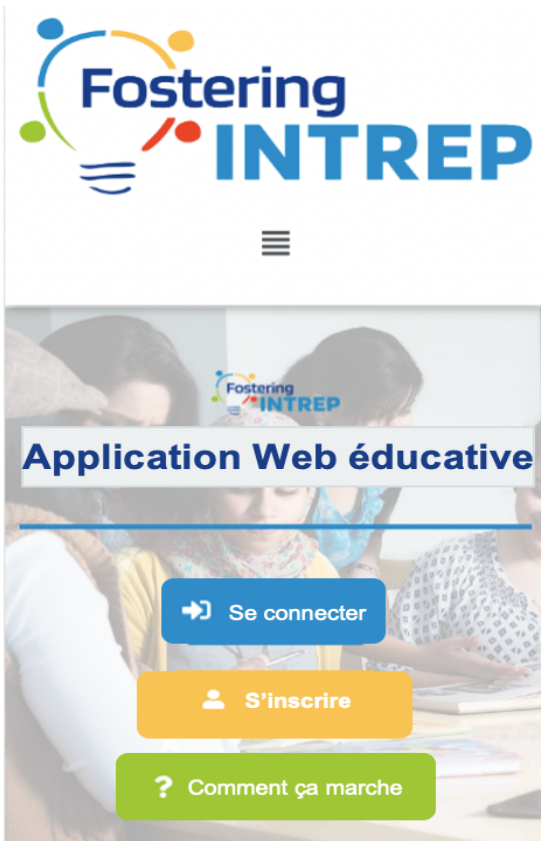 Fostering
INTREP
Fostering
INTREP
Application Web éducative
Se connecter
S'inscrire
? Comment ça marche